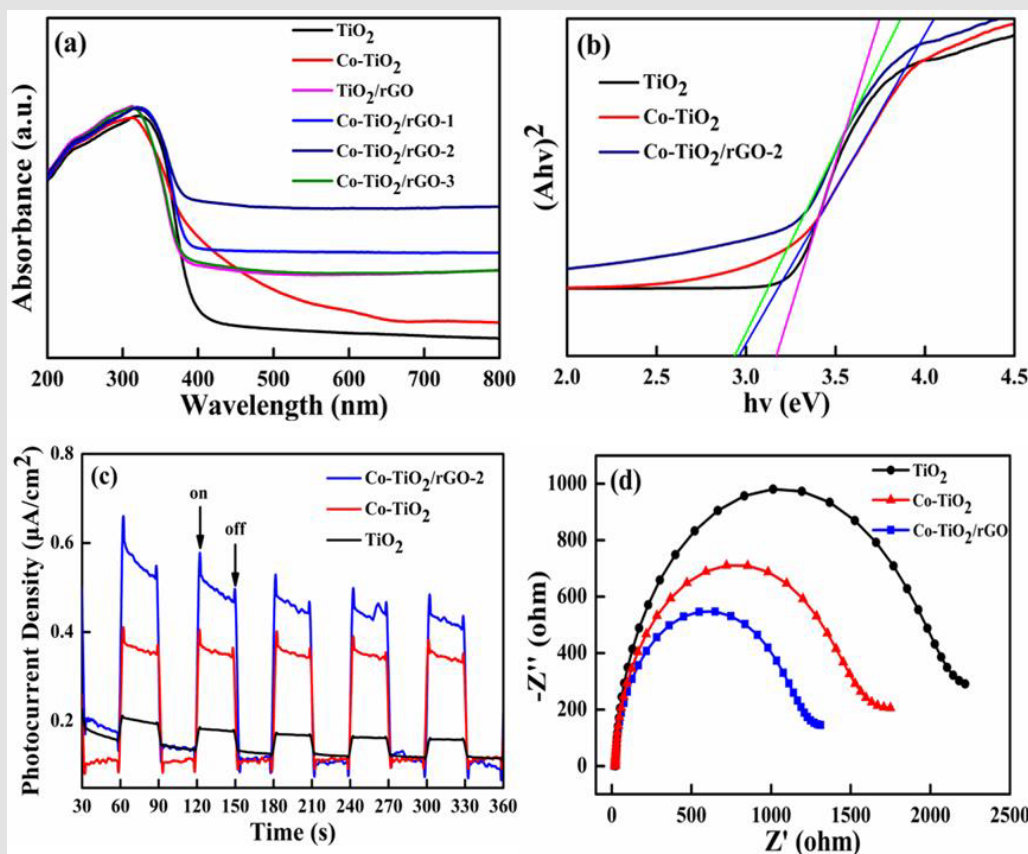 (a)
TiO2
Co-TiO2
TiO2/rGO
Co-TiO2/rGO-1
Co-TiO2/rGO-2
Co-TiO2/rGO-3
Absorbance (a.u.)
200 300 400 500 600 700 800
Wavelength (nm)
(b)
TiO2
Co-TiO2
Co-TiO2/rGO-2
(Ahν)2
2.0 2.5 3.0 3.5 4.0 4.5
hν (eV)
(c)
Co-TiO2/rGO-2
Co-TiO2
TiO2
on
off
Photocurrent Density (μA/cm2)
0.8
0.6
0.4
0.2
30 60 90 120 150 180 210 240 270 300 330 360
Time (s)
(d)
TiO2
Co-TiO2
Co-TiO2/rGO
-Z'' (ohm)
1000
800
600
400
200
0
0 500 1000 1500 2000 2500
Z' (ohm)